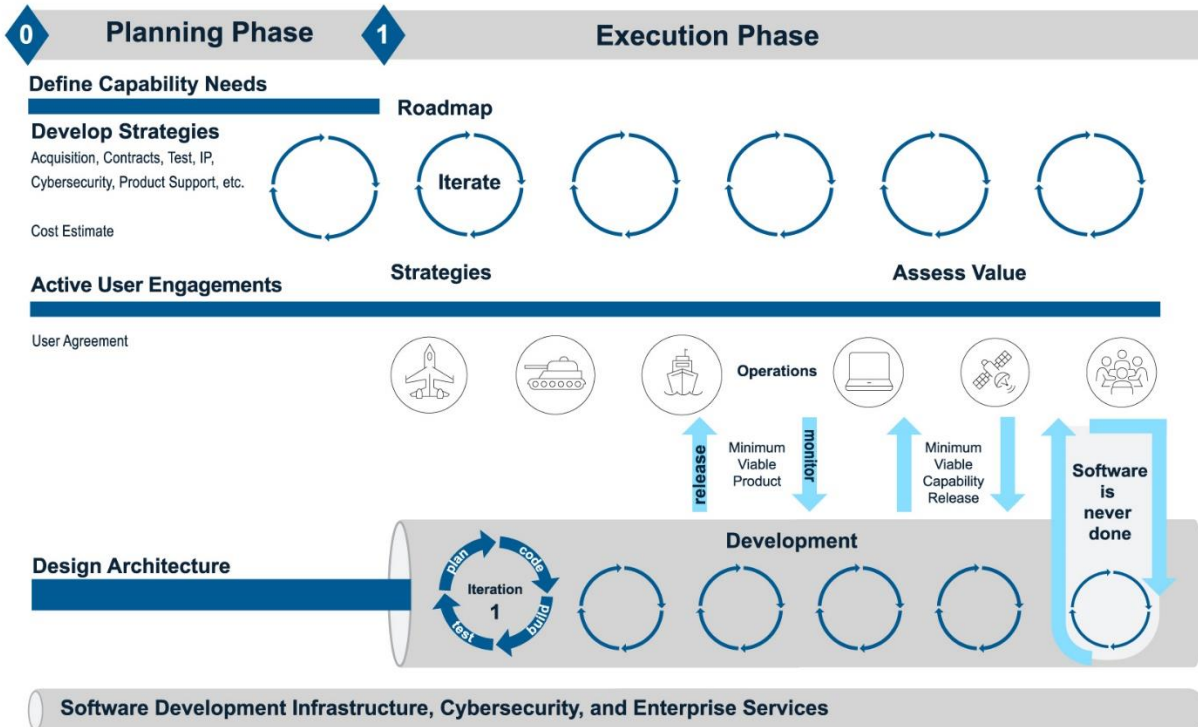 0 Planning Phase 1 Execution Phase
Define Capability Needs
Roadmap
Develop Strategies
Acquisition, Contracts, Test, IP,
Cybersecurity, Product Support, etc.
Iterate
Cost Estimate
Strategies
Assess Value
Active User Engagements
User Agreement
Operations
release
Minimum
Viable
Product
monitor
Minimum
Viable
Capability
Release
Software
is
never
done
Development
Design Architecture
plan
code
Iteration
1
test
build
Software Development Infrastructure, Cybersecurity, and Enterprise Services